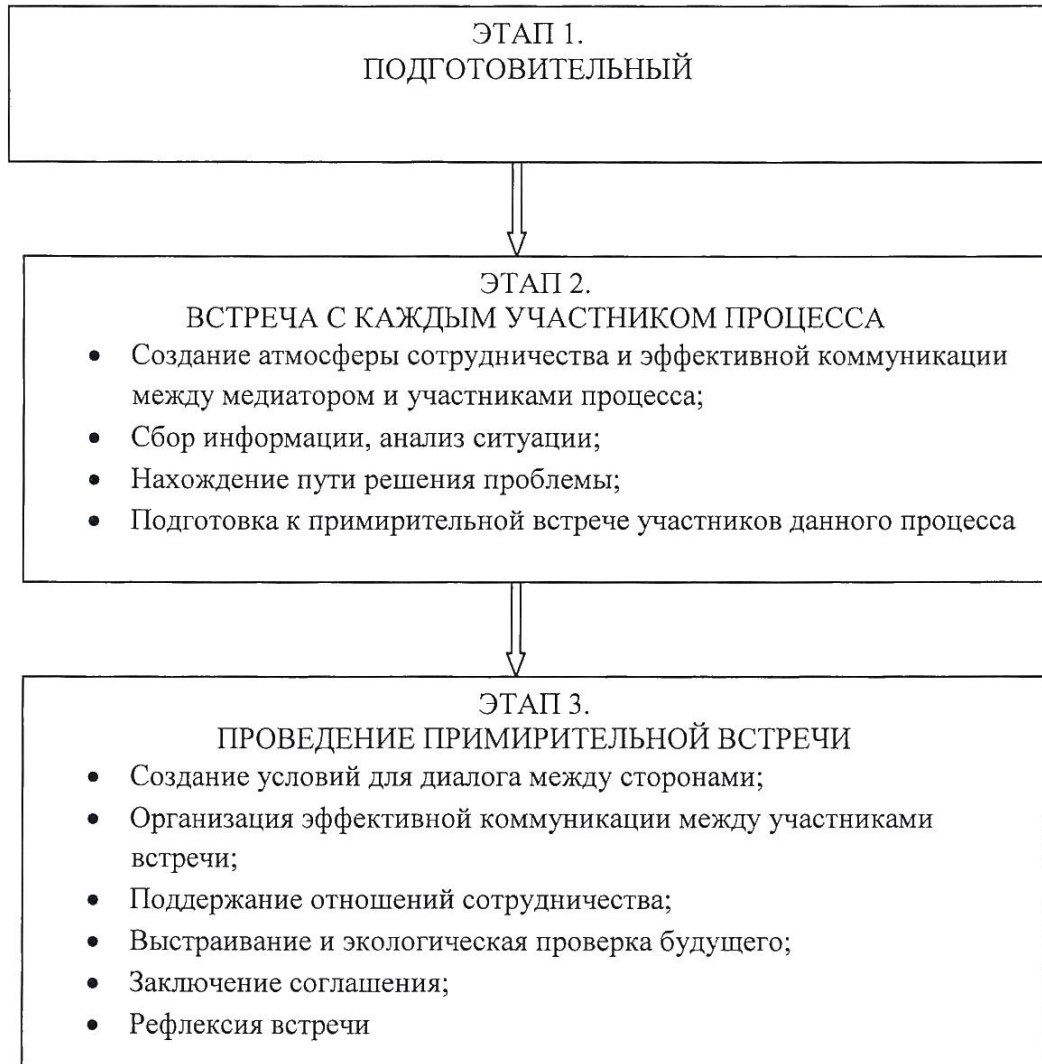 ЭТАП 1.
ПОДГОТОВИТЕЛЬНЫЙ
ЭТАП 2.
ВСТРЕЧА С КАЖДЫМ УЧАСТНИКОМ ПРОЦЕССА
• Создание атмосферы сотрудничества и эффективной коммуникации
между медиатором и участниками процесса;
• Сбор информации, анализ ситуации;
• Нахождение пути решения проблемы;
• Подготовка к примирительной встрече участников данного процесса
ЭТАП 3.
ПРОВЕДЕНИЕ ПРИМИРИТЕЛЬНОЙ ВСТРЕЧИ
• Создание условий для диалога между сторонами;
• Организация эффективной коммуникации между участниками
встречи;
• Поддержание отношений сотрудничества;
• Выстраивание и экологическая проверка будущего;
• Заключение соглашения;
• Рефлексия встречи